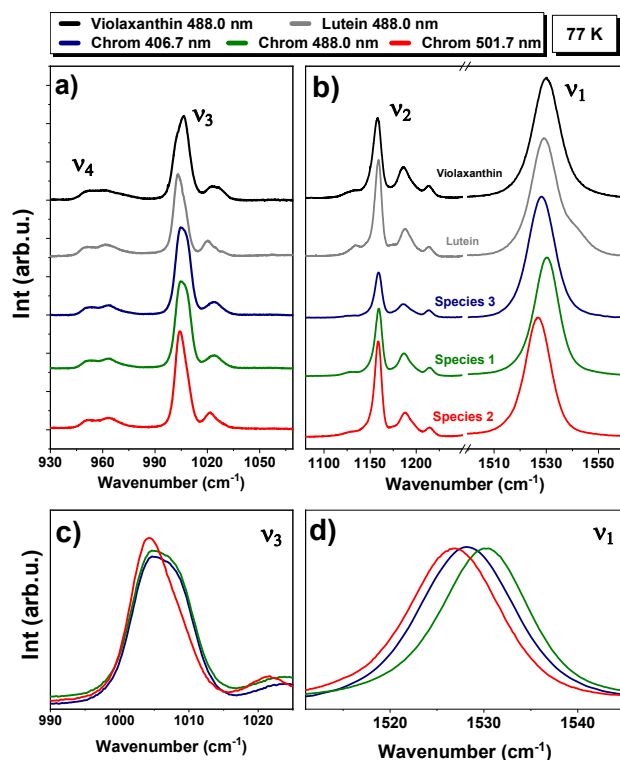 Violaxanthin 488.0 nm Lutein 488.0 nm
Chrom 406.7 nm Chrom 488.0 nm Chrom 501.7 nm
77 K
a)
ν3
ν4
Int (arb.u.)
930 960 990 1020 1050
Wavenumber (cm-1)
b)
ν2
ν1
Violaxanthin
Lutein
Species 3
Species 1
Species 2
1100 1150 1200 1510 1530 1550
Wavenumber (cm-1)
c)
ν3
Int (arb.u.)
990 1000 1010 1020
Wavenumber (cm-1)
d)
ν1
1520 1530 1540
Wavenumber (cm-1)